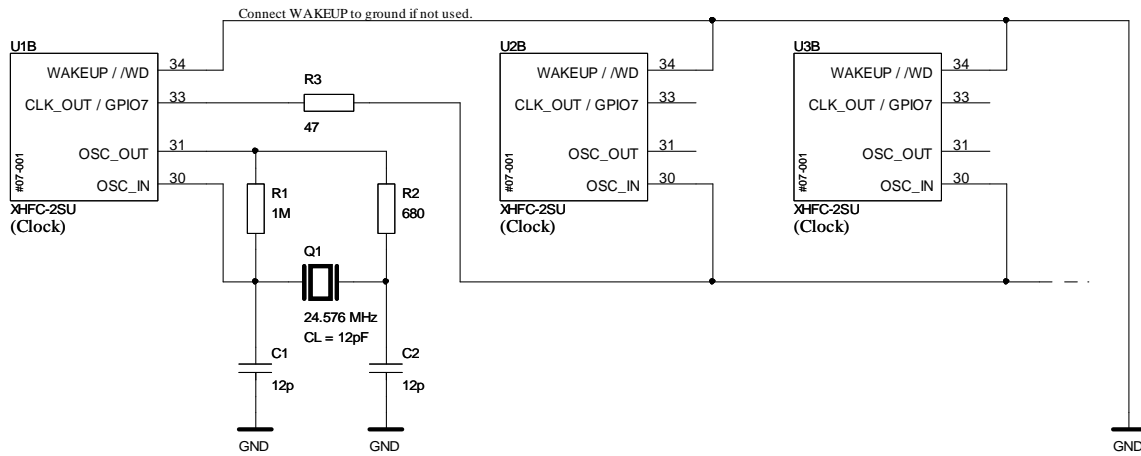 Connect WAKEUP to ground if not used.
U1B
WAKEUP / /WD
34
CLK_OUT / GPIO7
33
OSC_OUT
31
OSC_IN
30
#07-001
XHFC-2SU
(Clock)
R3
47
R1
1M
R2
680
Q1
24.576 MHz
CL = 12pF
C1
12p
C2
12p
GND
GND
U2B
WAKEUP / /WD
34
CLK_OUT / GPIO7
33
OSC_OUT
31
OSC_IN
30
#07-001
XHFC-2SU
(Clock)
U3B
WAKEUP / /WD
34
CLK_OUT / GPIO7
33
OSC_OUT
31
OSC_IN
30
#07-001
XHFC-2SU
(Clock)
GND